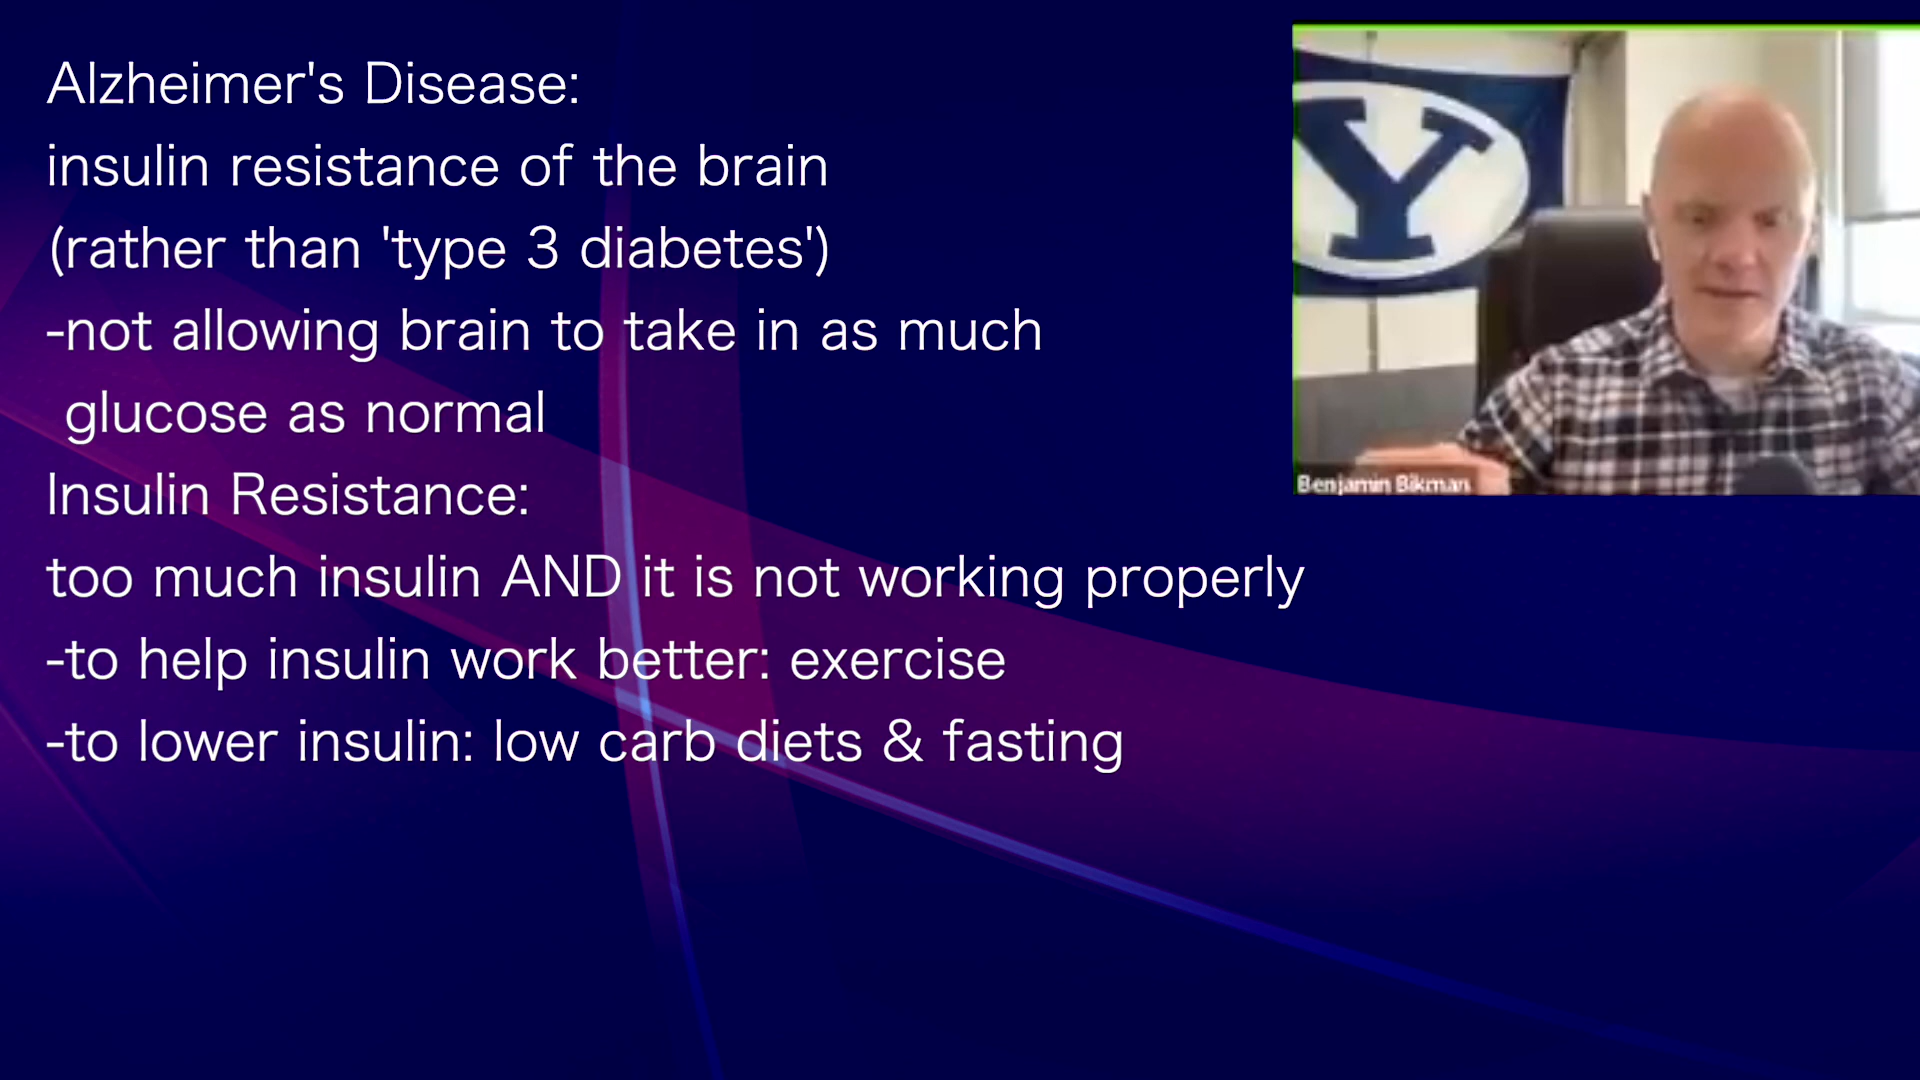 Alzheimer's Disease:
insulin resistance of the brain
(rather than 'type 3 diabetes')
-not allowing brain to take in as much
glucose as normal
Insulin Resistance:
too much insulin AND it is not working properly
-to help insulin work better: exercise
-to lower insulin: low carb diets & fasting
Y
Benjamin Bikman